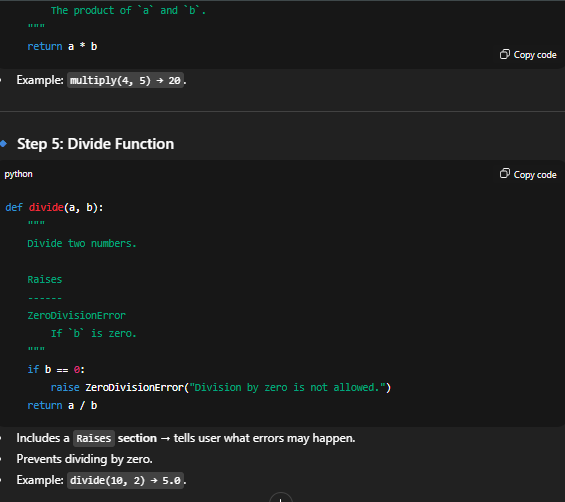 The product of `a` and `b`.
"""
return a * b
Copy code
Example: multiply(4, 5) → 20.
Step 5: Divide Function
python
Copy code
def divide(a, b):
"""
Divide two numbers.
Raises
------
ZeroDivisionError
If `b` is zero.
"""
if b == 0:
raise ZeroDivisionError("Division by zero is not allowed.")
return a / b
Includes a Raises section → tells user what errors may happen.
Prevents dividing by zero.
Example: divide(10, 2) → 5.0.